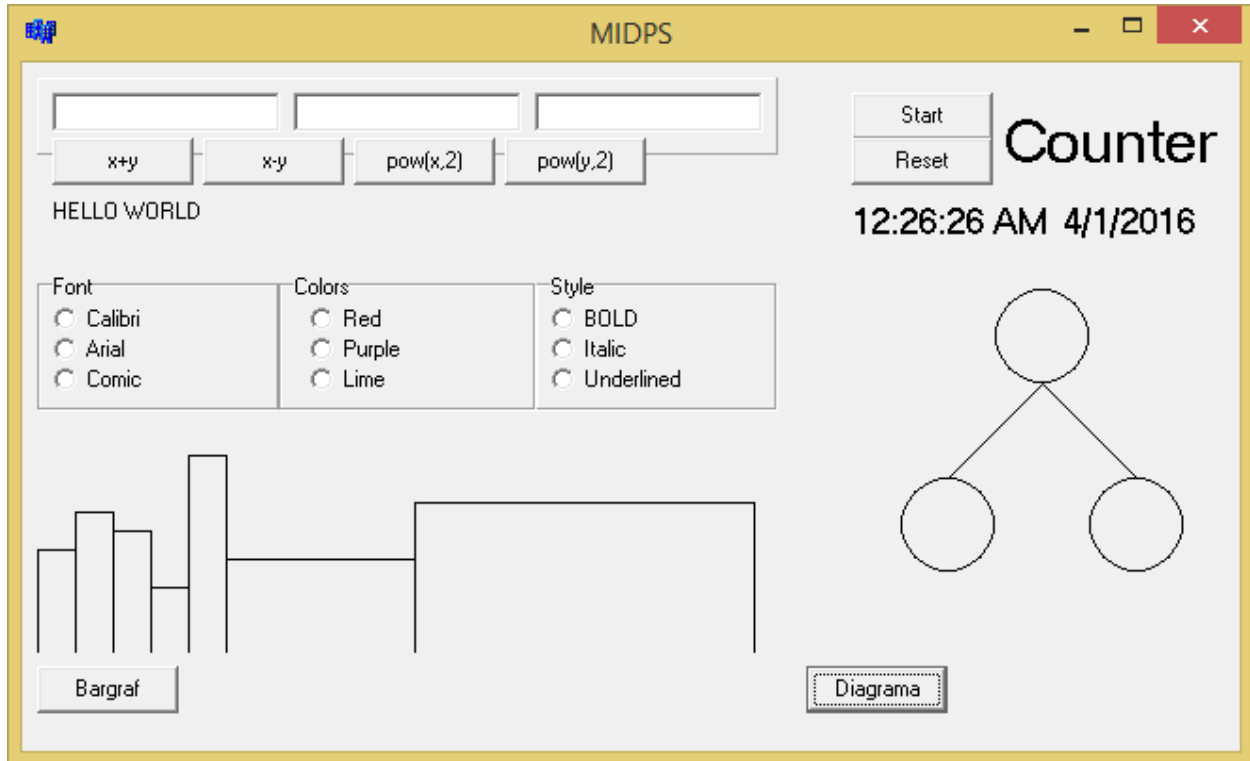 MIDPS
x+y x-y pow(x,2) pow(y,2)
HELLO WORLD
Start
Reset
Counter
12:26:26 AM 4/1/2016
Font
Calibri
Arial
Comic
Colors
Red
Purple
Lime
Style
BOLD
Italic
Underlined
Bargraf
Diagrama